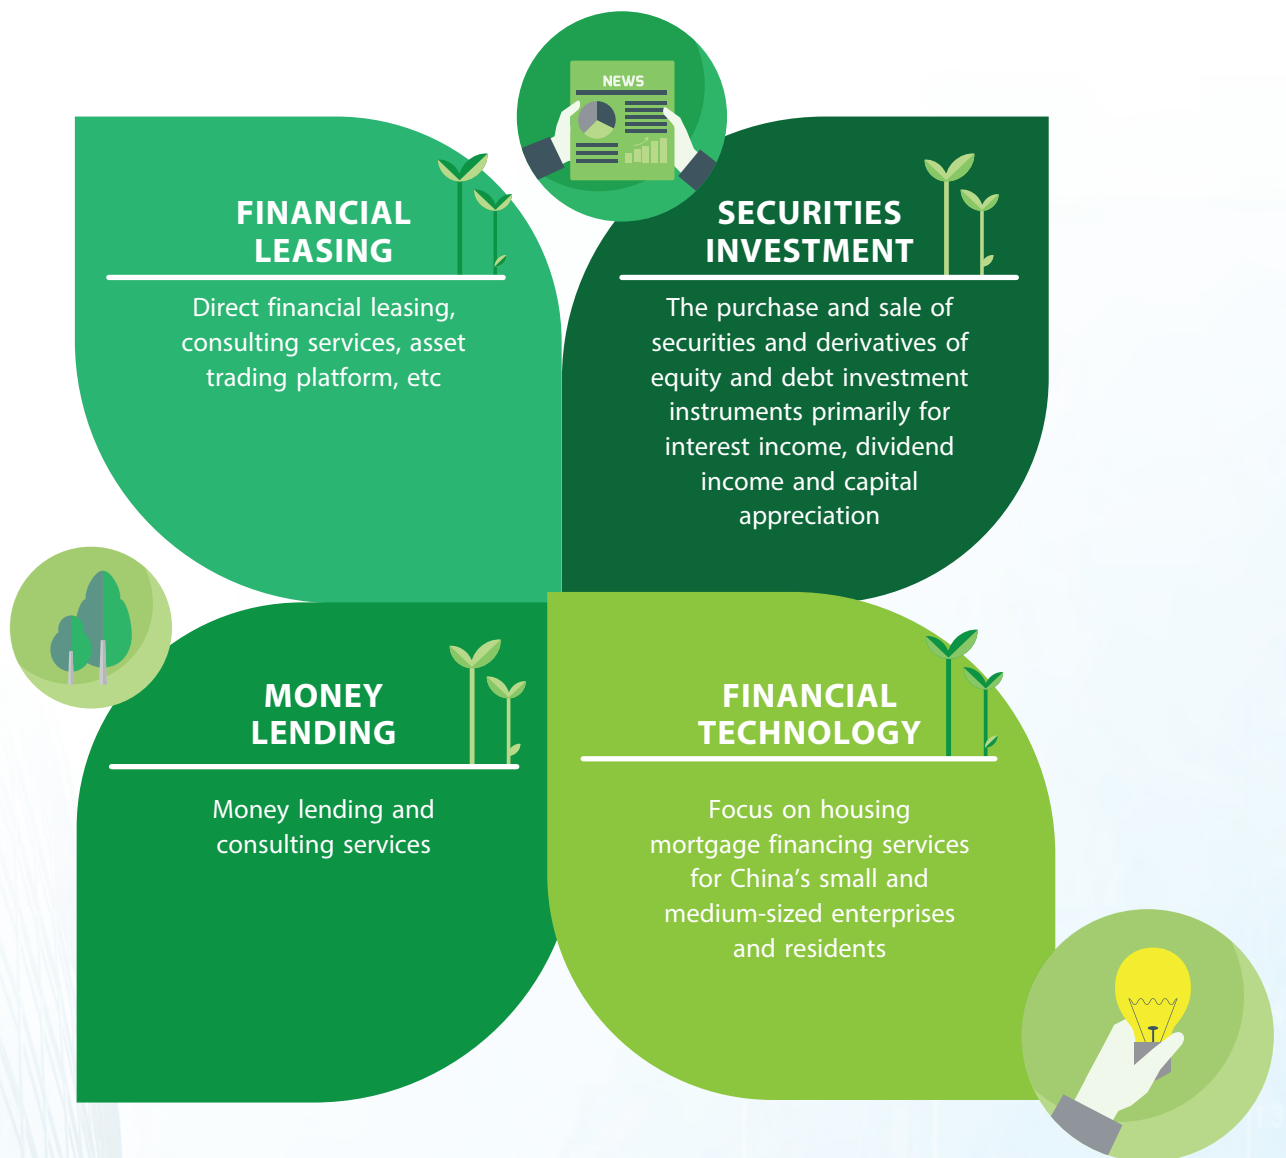 NEWS
FINANCIAL
LEASING
Direct financial leasing,
consulting services, asset
trading platform, etc
SECURITIES
INVESTMENT
The purchase and sale of
securities and derivatives of
equity and debt investment
instruments primarily for
interest income, dividend
income and capital
appreciation
MONEY
LENDING
Money lending and
consulting services
FINANCIAL
TECHNOLOGY
Focus on housing
mortgage financing services
for China’s small and
medium-sized enterprises
and residents